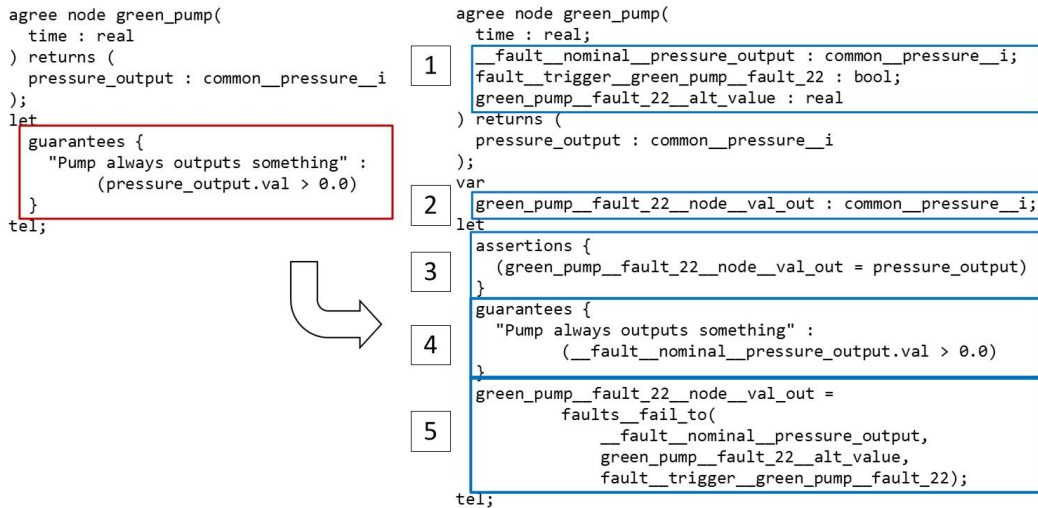 agree node green_pump(
  time : real
) returns (
  pressure_output : common__pressure__i
);
let
  guarantees {
    "Pump always outputs something" :
        (pressure_output.val > 0.0)
  }
tel;
agree node green_pump(
  time : real;
1
  __fault__nominal__pressure_output : common__pressure__i;
  fault__trigger__green_pump__fault_22 : bool;
  green_pump__fault_22__alt_value : real
) returns (
  pressure_output : common__pressure__i
);
var
2
  green_pump__fault_22__node__val_out : common__pressure__i;
let
3
  assertions {
    (green_pump__fault_22__node__val_out = pressure_output)
  }
4
  guarantees {
    "Pump always outputs something" :
          (__fault__nominal__pressure_output.val > 0.0)
  }
5
  green_pump__fault_22__node__val_out =
          faults__fail_to(
              __fault__nominal__pressure_output,
              green_pump__fault_22__alt_value,
              fault__trigger__green_pump__fault_22);
tel;